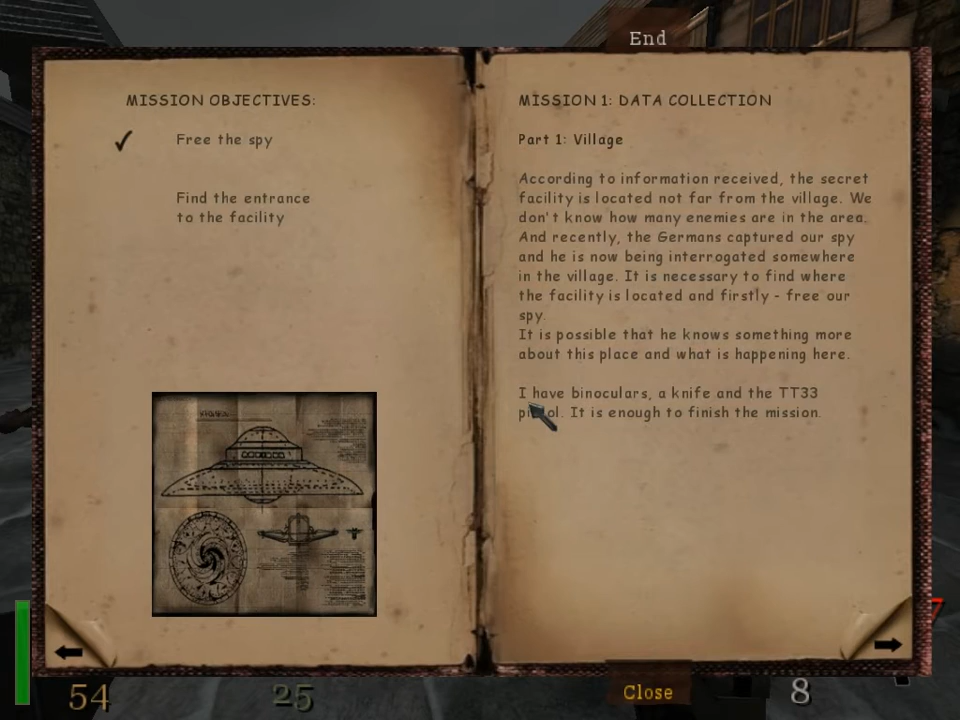 End
MISSION OBJECTIVES:
Free the spy
Find the entrance
to the facility
MISSION 1: DATA COLLECTION
Part 1: Village
According to information received, the secret
facility is located not far from the village. We
don't know how many enemies are in the area.
And recently, the Germans captured our spy
and he is now being interrogated somewhere
in the village. It is necessary to find where
the facility is located and firstly - free our
spy.
It is possible that he knows something more
about this place and what is happening here.
I have binoculars, a knife and the TT33
pistol. It is enough to finish the mission.
54
25
Close
8
7